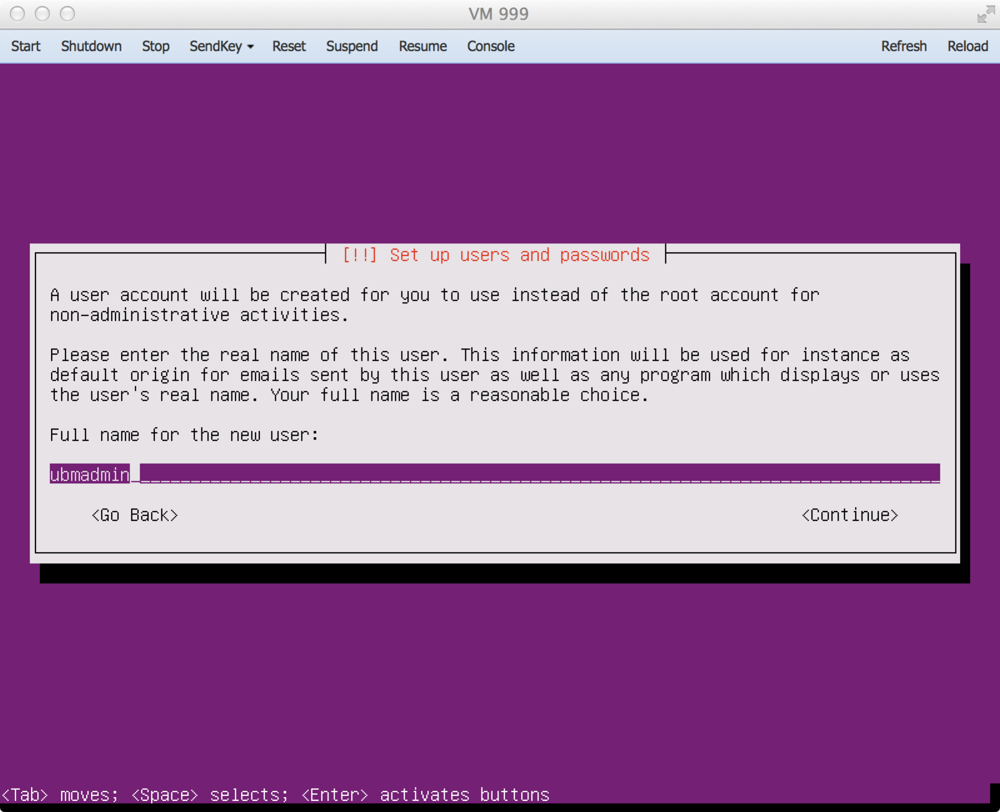 VM 999
Start Shutdown Stop SendKey Reset Suspend Resume Console Refresh Reload
[!!] Set up users and passwords
A user account will be created for you to use instead of the root account for
non-administrative activities.
Please enter the real name of this user. This information will be used for instance as
default origin for emails sent by this user as well as any program which displays or uses
the user's real name. Your full name is a reasonable choice.
Full name for the new user:
ubmadmin
<Go Back> <Continue>
<Tab> moves; <Space> selects; <Enter> activates buttons